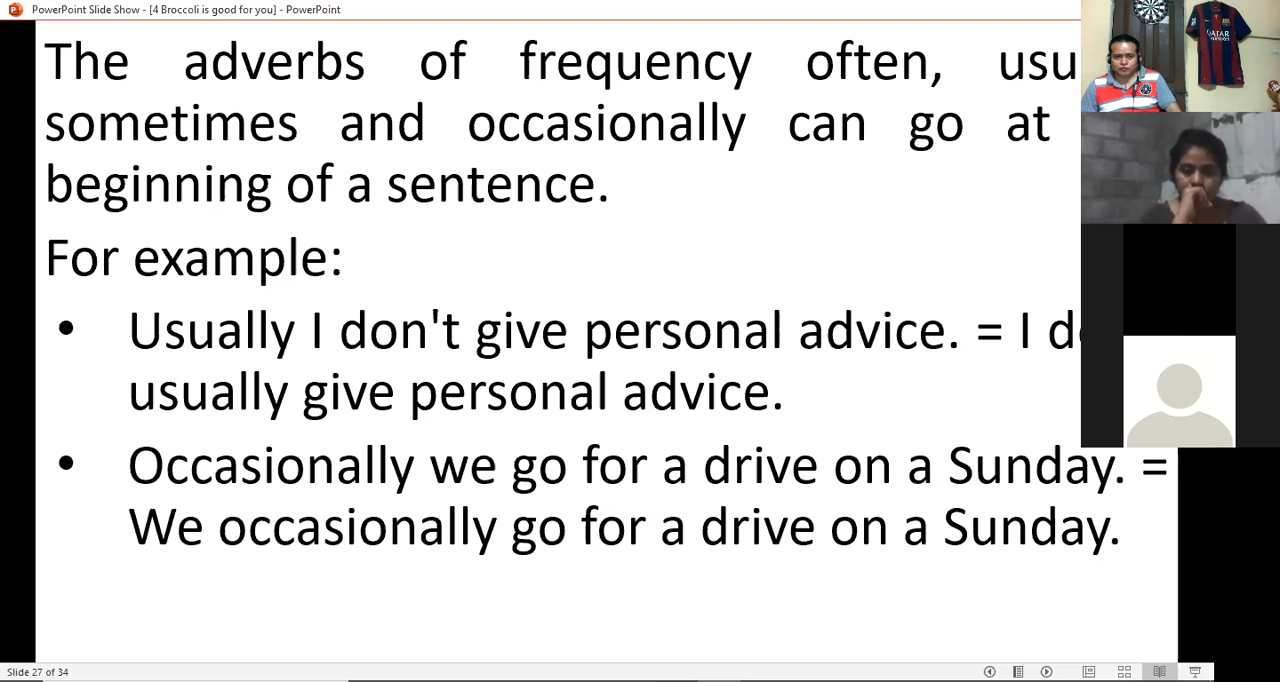 PowerPoint Slide Show - [4 Broccoli is good for you] - PowerPoint
The adverbs of frequency often,
sometimes and occasionally can go at
beginning of a sentence.
For example:
• Usually I don't give personal advice. = I
usually give personal advice.
• Occasionally we go for a drive on a Sunday. =
We occasionally go for a drive on a Sunday.
QATAR
Slide 27 of 34